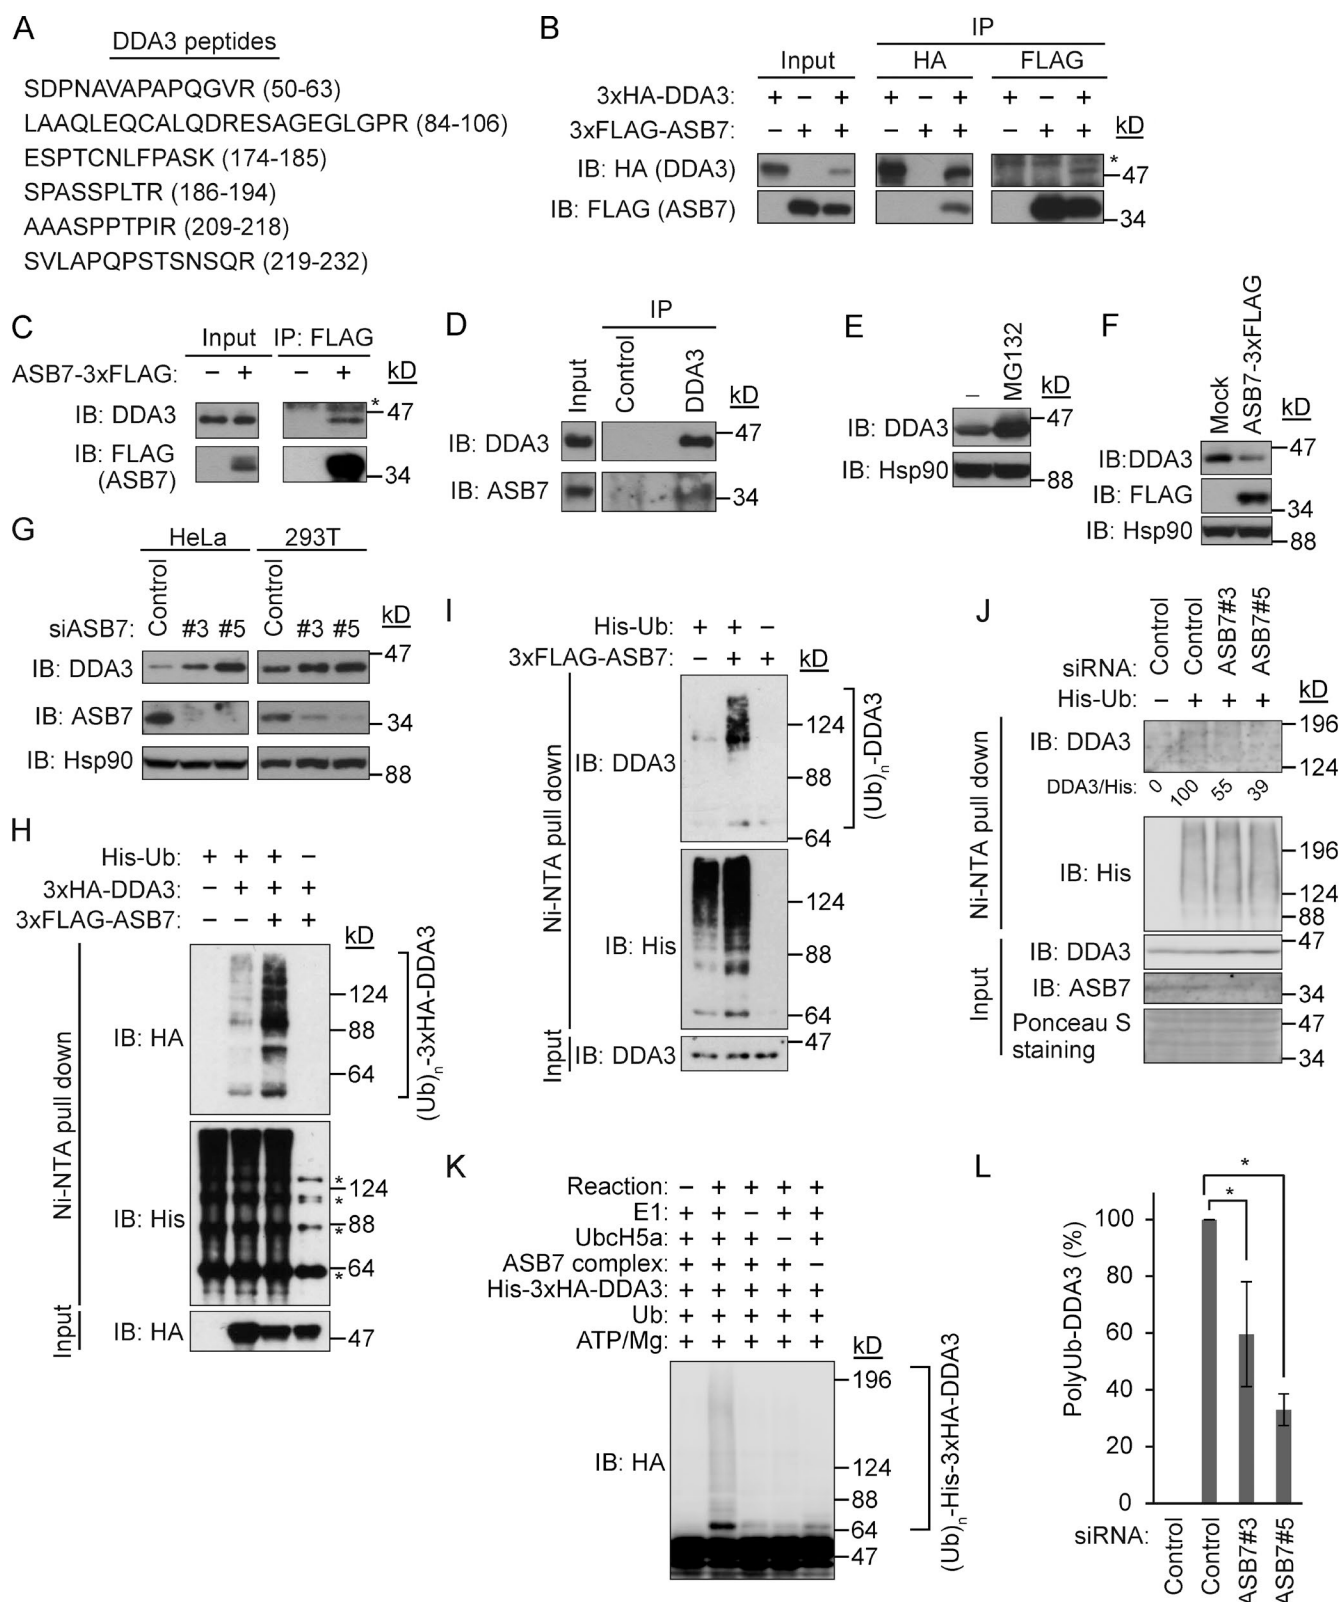 A
DDA3 peptides
SDPNAVAPAPQGVR (50-63)
LAAQLEQCALQDRESAGEGLGPR (84-106)
ESPTCNLFPASK (174-185)
SPASSPLTR (186-194)
AAASPPTPIR (209-218)
SVLAPQPSTSNSQR (219-232)
B
IP
Input HA FLAG
3xHA-DDA3: + − + + − + + − +
3xFLAG-ASB7: − + + − + + − + + kD
IB: HA (DDA3) * 47
IB: FLAG (ASB7) 34
C
Input IP: FLAG
ASB7-3xFLAG: − + − + kD
IB: DDA3 * 47
IB: FLAG
(ASB7) 34
D
IP
Input Control DDA3 kD
IB: DDA3 47
IB: ASB7 34
E
− MG132 kD
IB: DDA3 47
IB: Hsp90 88
F
Mock ASB7-3xFLAG kD
IB:DDA3 47
IB: FLAG 34
IB: Hsp90 88
G
HeLa 293T
siASB7: Control #3 #5 Control #3 #5 kD
IB: DDA3 47
IB: ASB7 34
IB: Hsp90 88
H
His-Ub: + + + −
3xHA-DDA3: − + + +
3xFLAG-ASB7: − − + +
kD
Ni-NTA pull down
IB: HA
124
88
64
(Ub)n-3xHA-DDA3
IB: His
*
124
*
88
*
64
*
Input
IB: HA 47
I
His-Ub: + + −
3xFLAG-ASB7: − + + kD
Ni-NTA pull down
IB: DDA3
124
88
64
(Ub)n-DDA3
IB: His
124
88
64
Input
IB: DDA3 47
J
siRNA: Control Control ASB7#3 ASB7#5
His-Ub: − + + + kD
Ni-NTA pull down
IB: DDA3
196
124
DDA3/His: 0 100 55 39
IB: His
196
124
88
Input
IB: DDA3 47
IB: ASB7 34
Ponceau S
staining
47
34
K
Reaction: − + + + +
E1: + + − + +
UbcH5a: + + + − +
ASB7 complex: + + + + −
His-3xHA-DDA3: + + + + +
Ub: + + + + +
ATP/Mg: + + + + + kD
IB: HA
196
124
88
64
47
(Ub)n-His-3xHA-DDA3
L
*
*
PolyUb-DDA3 (%)
100
80
60
40
20
0
siRNA: Control Control ASB7#3 ASB7#5